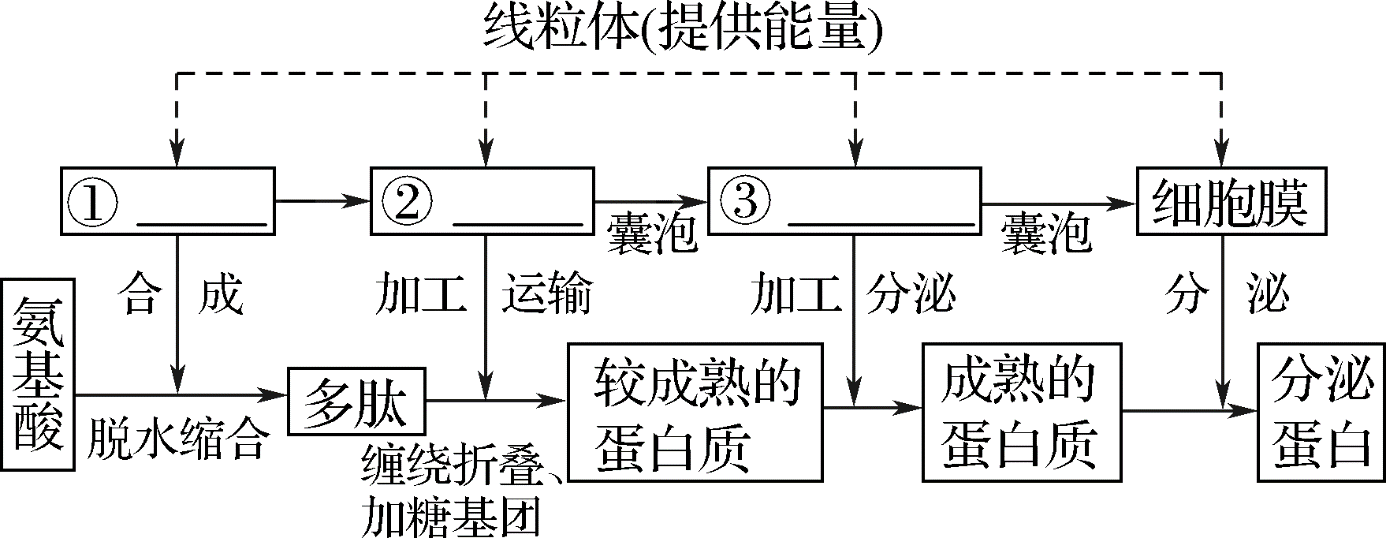 线粒体(提供能量)
① ② 囊泡 ③ 囊泡 细胞膜
合 成 加工 运输 加工 分泌 分 泌
氨基酸
脱水缩合
多肽
缠绕折叠、
加糖基团
较成熟的
蛋白质
成熟的
蛋白质
分泌
蛋白